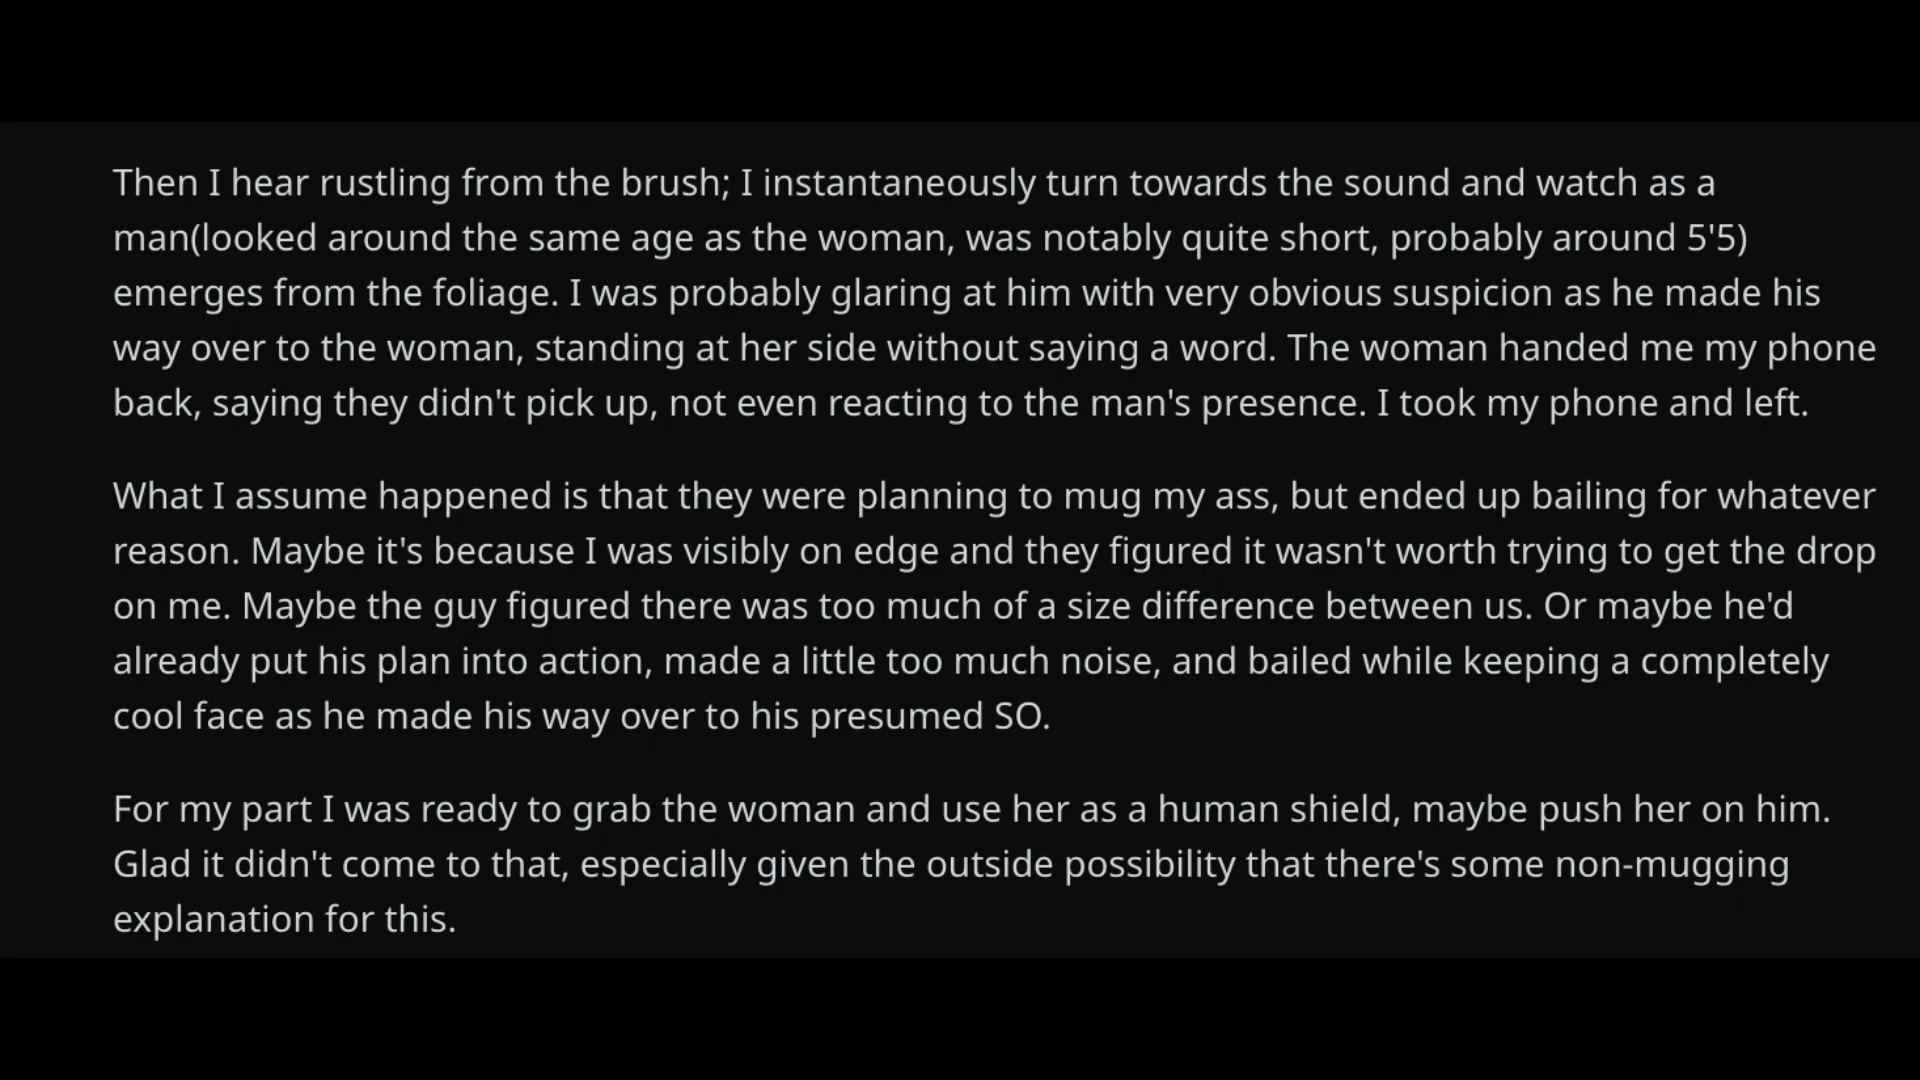 Then I hear rustling from the brush; I instantaneously turn towards the sound and watch as a
man(looked around the same age as the woman, was notably quite short, probably around 5'5)
emerges from the foliage. I was probably glaring at him with very obvious suspicion as he made his
way over to the woman, standing at her side without saying a word. The woman handed me my phone
back, saying they didn't pick up, not even reacting to the man's presence. I took my phone and left.
What I assume happened is that they were planning to mug my ass, but ended up bailing for whatever
reason. Maybe it's because I was visibly on edge and they figured it wasn't worth trying to get the drop
on me. Maybe the guy figured there was too much of a size difference between us. Or maybe he'd
already put his plan into action, made a little too much noise, and bailed while keeping a completely
cool face as he made his way over to his presumed SO.
For my part I was ready to grab the woman and use her as a human shield, maybe push her on him.
Glad it didn't come to that, especially given the outside possibility that there's some non-mugging
explanation for this.